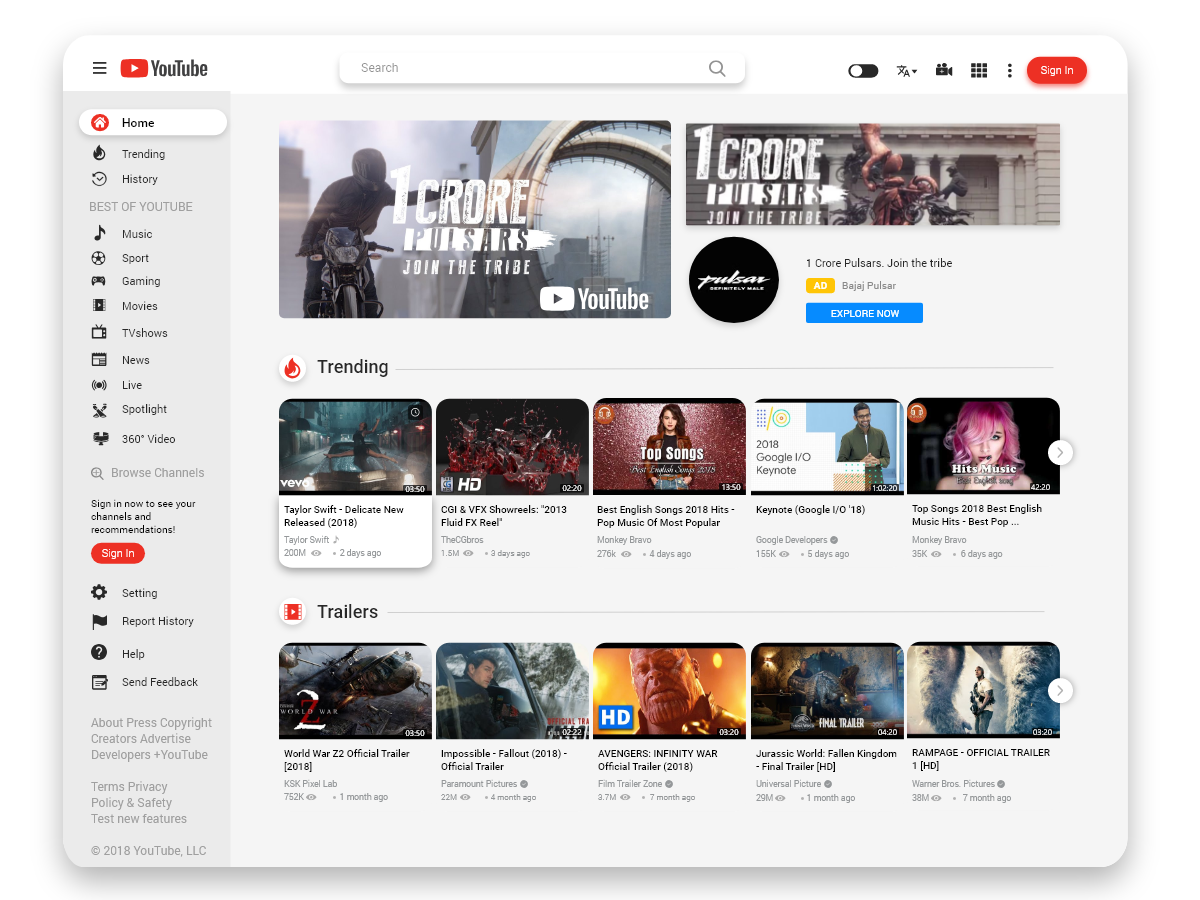 YouTube
Search
Sign In
Home
Trending
History
BEST OF YOUTUBE
Music
Sport
Gaming
Movies
TVshows
News
Live
Spotlight
360° Video
Browse Channels
Sign in now to see your
channels and
recommendations!
Sign In
Setting
Report History
Help
Send Feedback
About Press Copyright
Creators Advertise
Developers +YouTube
Terms Privacy
Policy & Safety
Test new features
© 2018 YouTube, LLC
1 CRORE
PULSARS
JOIN THE TRIBE
YouTube
1 CRORE
PULSARS
JOIN THE TRIBE
pulsar
DEFINITELY MALE
1 Crore Pulsars. Join the tribe
AD Bajaj Pulsar
EXPLORE NOW
Trending
vevo 03:50
Taylor Swift - Delicate New
Released (2018)
Taylor Swift
200M • 2 days ago
HD 02:20
CGI & VFX Showreels: "2013
Fluid FX Reel"
TheCGbros
1.5M • 3 days ago
Top Songs
Best English Songs 2018
13:50
Best English Songs 2018 Hits -
Pop Music Of Most Popular
Monkey Bravo
276k • 4 days ago
I/O
2018
Google I/O
Keynote
1:02:20
Keynote (Google I/O '18)
Google Developers
155K • 5 days ago
Hits Music
Best English song
42:20
Top Songs 2018 Best English
Music Hits - Best Pop ...
Monkey Bravo
35K • 6 days ago
Trailers
WORLD WAR
Z
03:50
World War Z2 Official Trailer
[2018]
KSK Pixel Lab
752K • 1 month ago
OFFICIAL TRA
02:22
Impossible - Fallout (2018) -
Official Trailer
Paramount Pictures
22M • 4 month ago
HD
03:20
AVENGERS: INFINITY WAR
Official Trailer (2018)
Film Trailer Zone
3.7M • 7 month ago
FINAL TRAILER
04:20
Jurassic World: Fallen Kingdom
- Final Trailer [HD]
Universal Picture
29M • 1 month ago
03:20
RAMPAGE - OFFICIAL TRAILER
1 [HD]
Warner Bros. Pictures
38M • 7 month ago